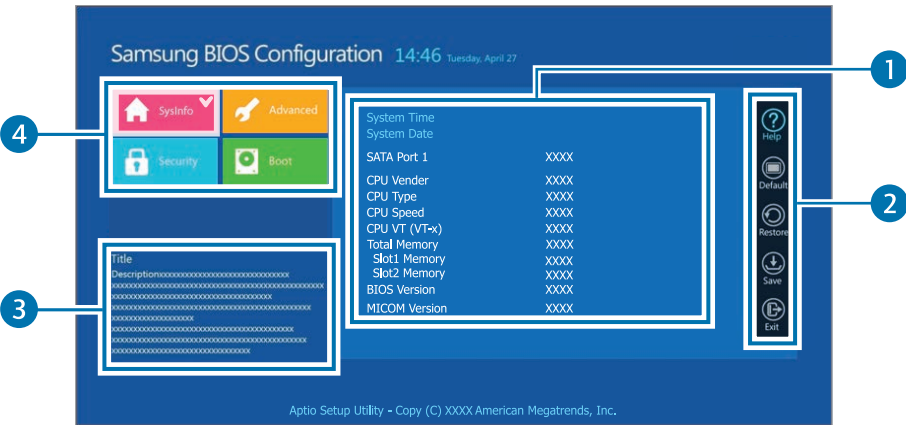 Samsung BIOS Configuration 14:46 Tuesday, April 27
1
SysInfo
Advanced
Security
Boot
4
System Time
System Date
SATA Port 1 XXXX
CPU Vender XXXX
CPU Type XXXX
CPU Speed XXXX
CPU VT (VT-x) XXXX
Total Memory XXXX
Slot1 Memory XXXX
Slot2 Memory XXXX
BIOS Version XXXX
MICOM Version XXXX
Help
Default
Restore
Save
Exit
2
Title
Description
3
Aptio Setup Utility - Copy (C) XXXX American Megatrends, Inc.